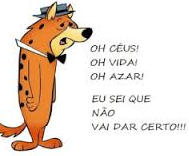 OH CÉUS!
OH VIDA!
OH AZAR!
EU SEI QUE
NÃO
VAI DAR CERTO!!!